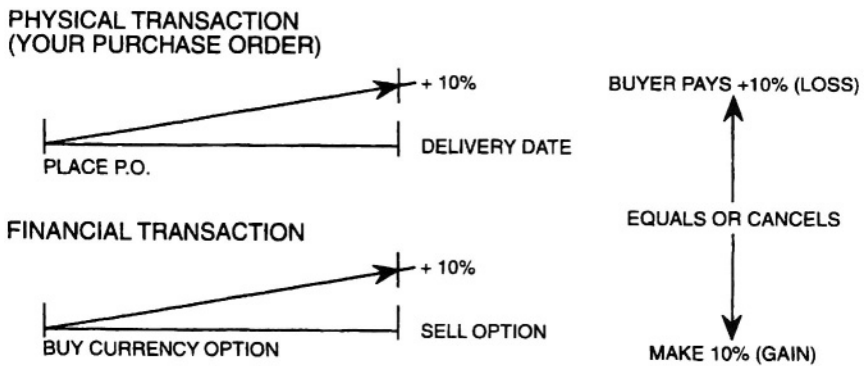 PHYSICAL TRANSACTION
(YOUR PURCHASE ORDER)
+ 10%
BUYER PAYS +10% (LOSS)
PLACE P.O.
DELIVERY DATE
EQUALS OR CANCELS
FINANCIAL TRANSACTION
+ 10%
BUY CURRENCY OPTION
SELL OPTION
MAKE 10% (GAIN)